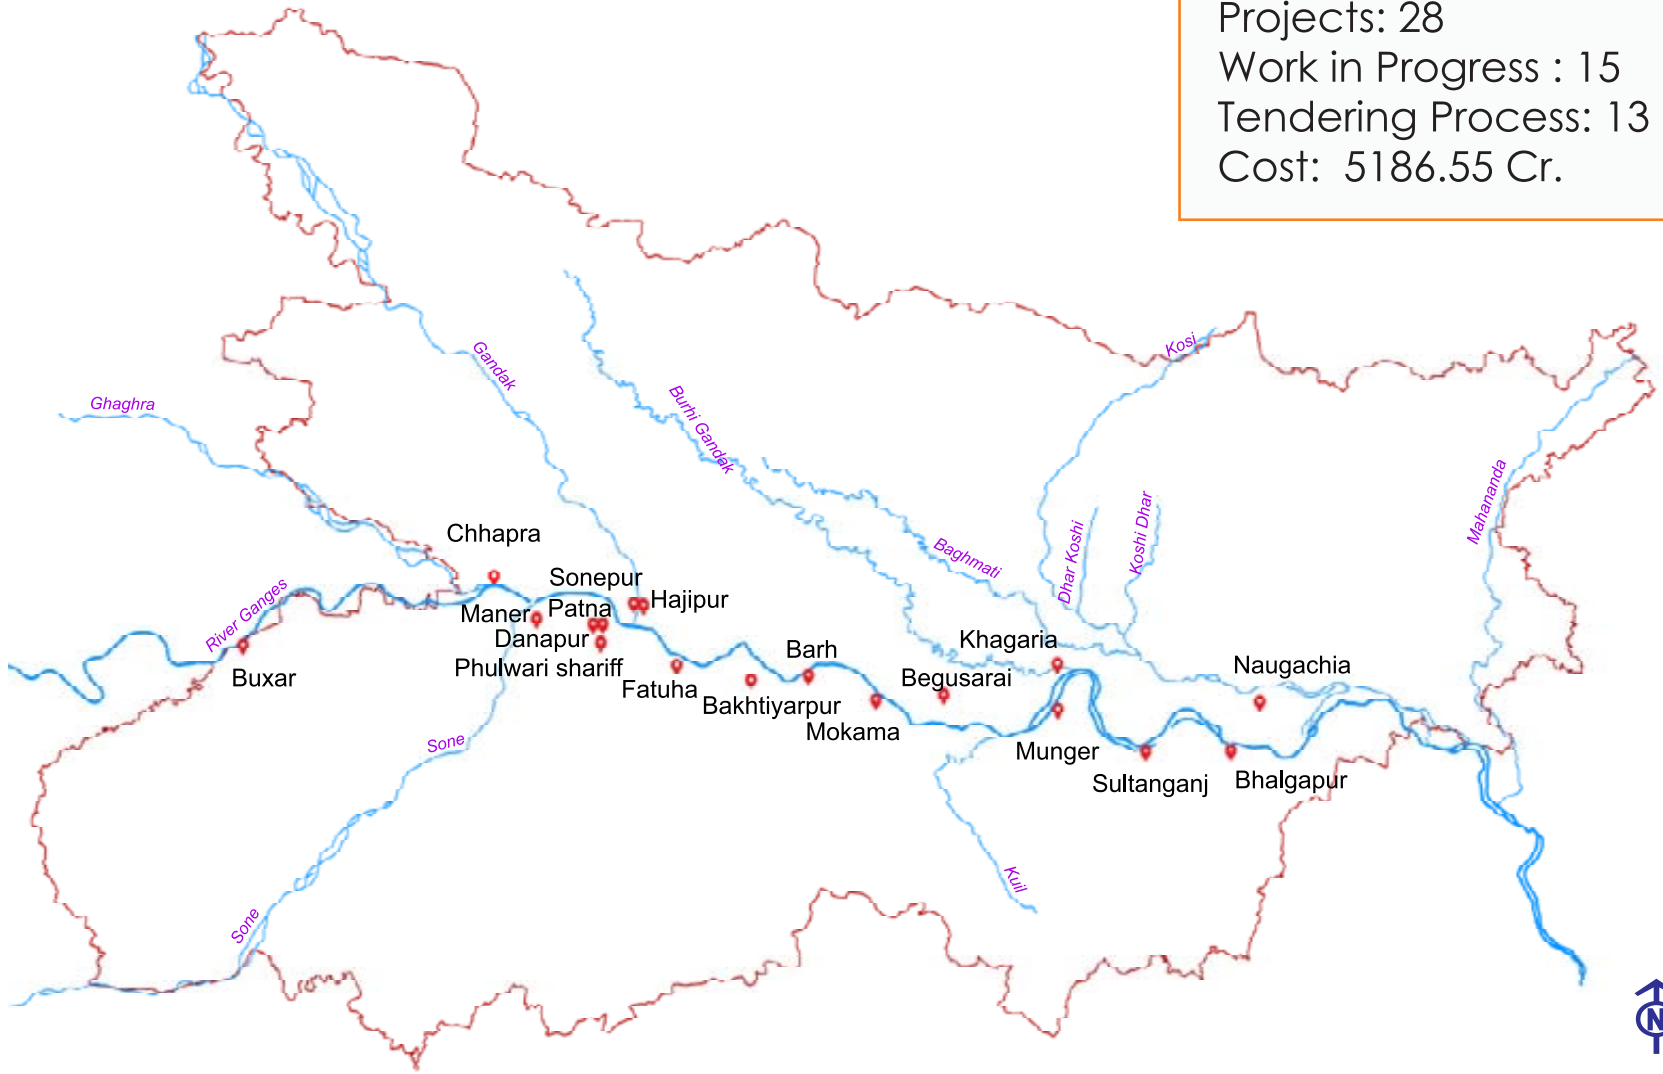 Projects: 28
Work in Progress : 15
Tendering Process: 13
Cost: 5186.55 Cr.
Kosi
Gandak
Ghaghra
Burhi Gandak
Mahananda
Koshi Dhar
Dhar Koshi
Chhapra
Baghmati
Sonepur
Hajipur
River Ganges
Maner
Patna
Danapur
Phulwari shariff
Khagaria
Barh
Naugachia
Buxar
Fatuha
Begusarai
Bakhtiyarpur
Mokama
Sone
Munger
Sultanganj
Bhalgapur
Kuil
Sone
N